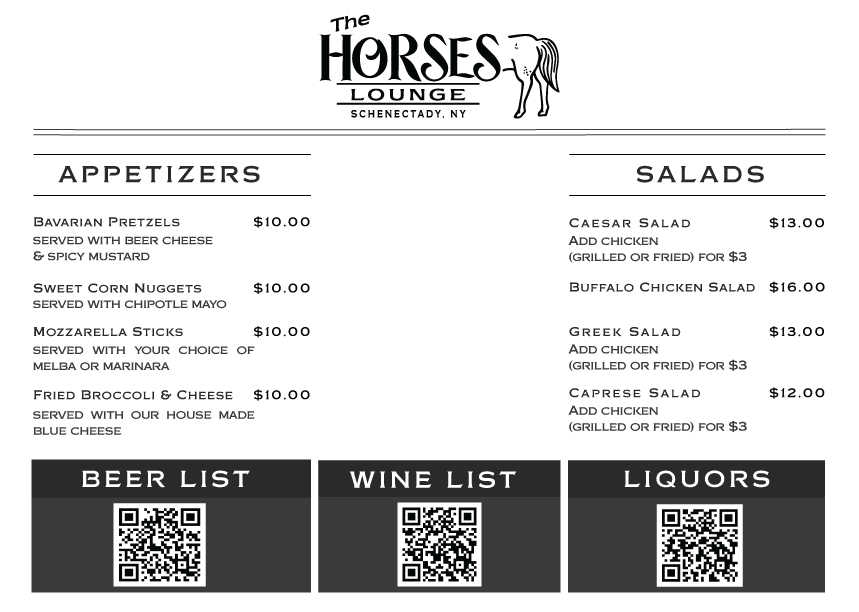 The
HORSES
LOUNGE
SCHENECTADY, NY
APPETIZERS
BAVARIAN PRETZELS $10.00
SERVED WITH BEER CHEESE
& SPICY MUSTARD
SWEET CORN NUGGETS $10.00
SERVED WITH CHIPOTLE MAYO
MOZZARELLA STICKS $10.00
SERVED WITH YOUR CHOICE OF
MELBA OR MARINARA
FRIED BROCCOLI & CHEESE $10.00
SERVED WITH OUR HOUSE MADE
BLUE CHEESE
SALADS
CAESAR SALAD $13.00
ADD CHICKEN
(GRILLED OR FRIED) FOR $3
BUFFALO CHICKEN SALAD $16.00
GREEK SALAD $13.00
ADD CHICKEN
(GRILLED OR FRIED) FOR $3
CAPRESE SALAD $12.00
ADD CHICKEN
(GRILLED OR FRIED) FOR $3
BEER LIST
WINE LIST
LIQUORS